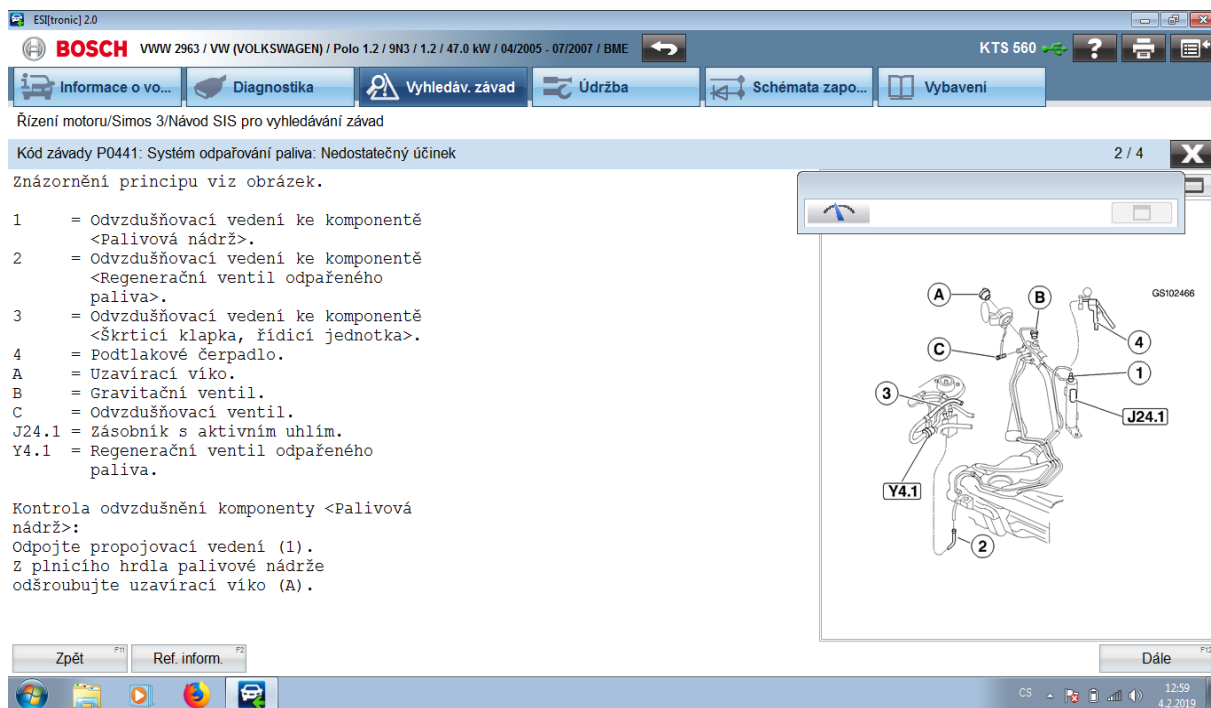 ESI[tronic] 2.0
BOSCH VWW 2963 / VW (VOLKSWAGEN) / Polo 1.2 / 9N3 / 1.2 / 47.0 kW / 04/2005 - 07/2007 / BME KTS 560 ?
Informace o vo... Diagnostika Vyhledáv. závad Údržba Schémata zapo... Vybavení
Řízení motoru/Simos 3/Návod SIS pro vyhledávání závad
Kód závady P0441: Systém odpařování paliva: Nedostatečný účinek 2 / 4 X
Znázornění principu viz obrázek.
1 = Odvzdušňovací vedení ke komponentě
<Palivová nádrž>.
2 = Odvzdušňovací vedení ke komponentě
<Regenerační ventil odpařeného
paliva>.
3 = Odvzdušňovací vedení ke komponentě
<Škrticí klapka, řídicí jednotka>.
4 = Podtlakové čerpadlo.
A = Uzavírací víko.
B = Gravitační ventil.
C = Odvzdušňovací ventil.
J24.1 = Zásobník s aktivním uhlím.
Y4.1 = Regenerační ventil odpařeného
paliva.
Kontrola odvzdušnění komponenty <Palivová
nádrž>:
Odpojte propojovací vedení (1).
Z plnicího hrdla palivové nádrže
odšroubujte uzavírací víko (A).
GS102466
A
B
4
C
1
3
J24.1
Y4.1
2
Zpět F11 Ref. inform. F2 Dále F12
CS 12:59
4.2.2019